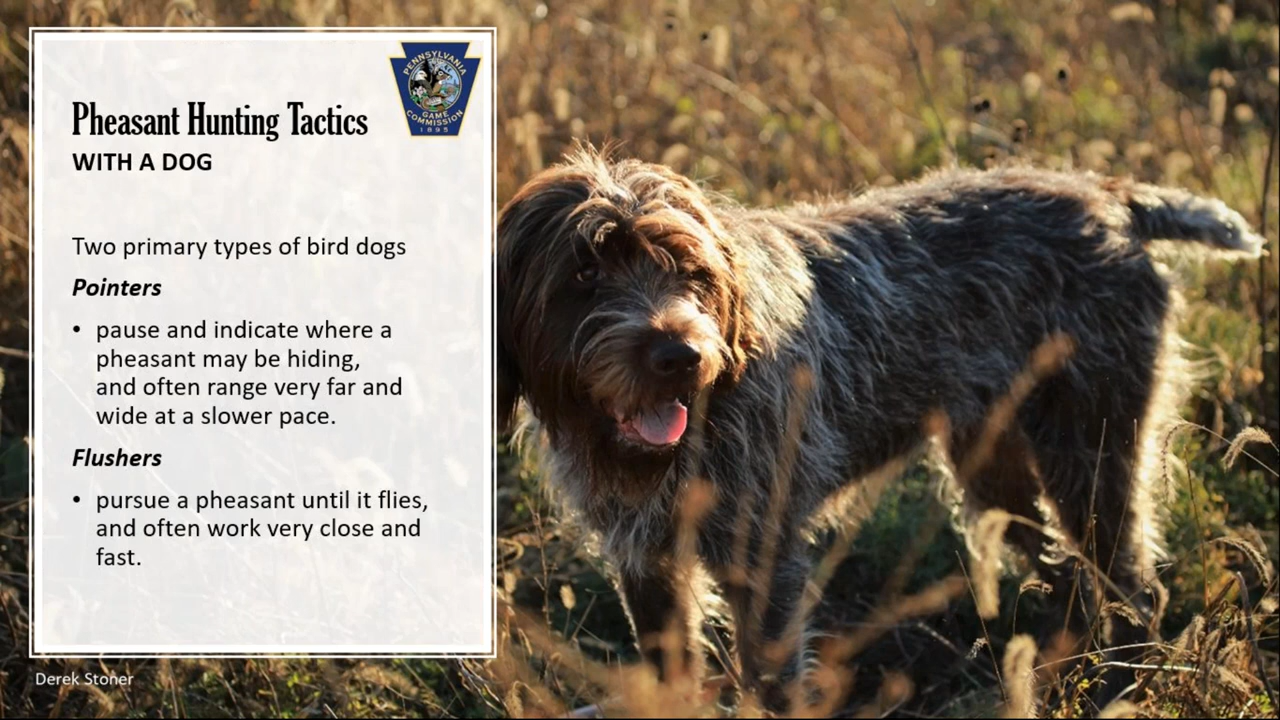 PENNSYLVANIA
GAME
COMMISSION
1895
Pheasant Hunting Tactics
WITH A DOG
Two primary types of bird dogs
Pointers
• pause and indicate where a
pheasant may be hiding,
and often range very far and
wide at a slower pace.
Flushers
• pursue a pheasant until it flies,
and often work very close and
fast.
Derek Stoner